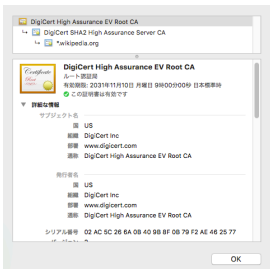 DigiCert High Assurance EV Root CA
DigiCert SHA2 High Assurance Server CA
*.wikipedia.org
Certificate
DigiCert High Assurance EV Root CA
ルート認証局
有効期限: 2031年11月10日 月曜日 9時00分00秒 日本標準時
この証明書は有効です
▼ 詳細な情報
サブジェクト名
国 US
組織 DigiCert Inc
部署 www.digicert.com
通称 DigiCert High Assurance EV Root CA
発行者名
国 US
組織 DigiCert Inc
部署 www.digicert.com
通称 DigiCert High Assurance EV Root CA
シリアル番号 02 AC 5C 26 6A 0B 40 9B 8F 0B 79 F2 AE 46 25 77
OK